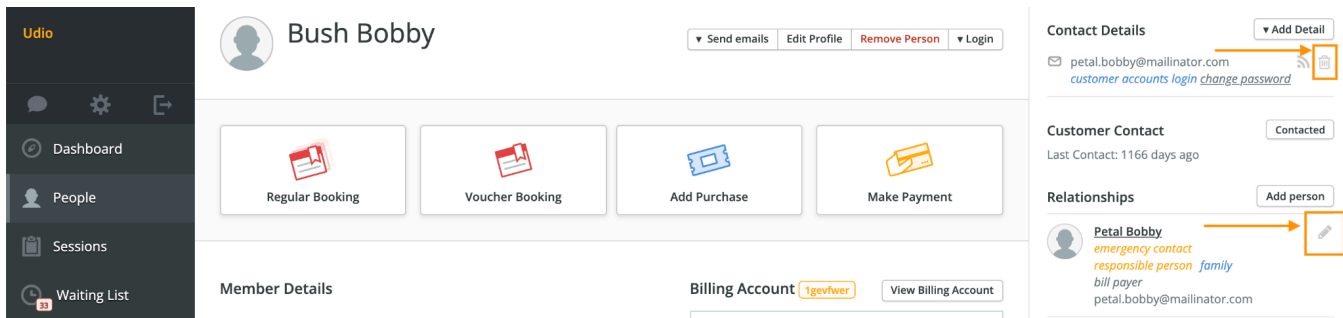 Udio
Dashboard
People
Sessions
Waiting List
33
Bush Bobby
▾ Send emails
Edit Profile
Remove Person
▾ Login
Regular Booking
Voucher Booking
Add Purchase
Make Payment
Member Details
Billing Account
1gevfwer
View Billing Account
Contact Details
▾ Add Detail
petal.bobby@mailinator.com
customer accounts login change password
Customer Contact
Contacted
Last Contact: 1166 days ago
Relationships
Add person
Petal Bobby
emergency contact
responsible person family
bill payer
petal.bobby@mailinator.com